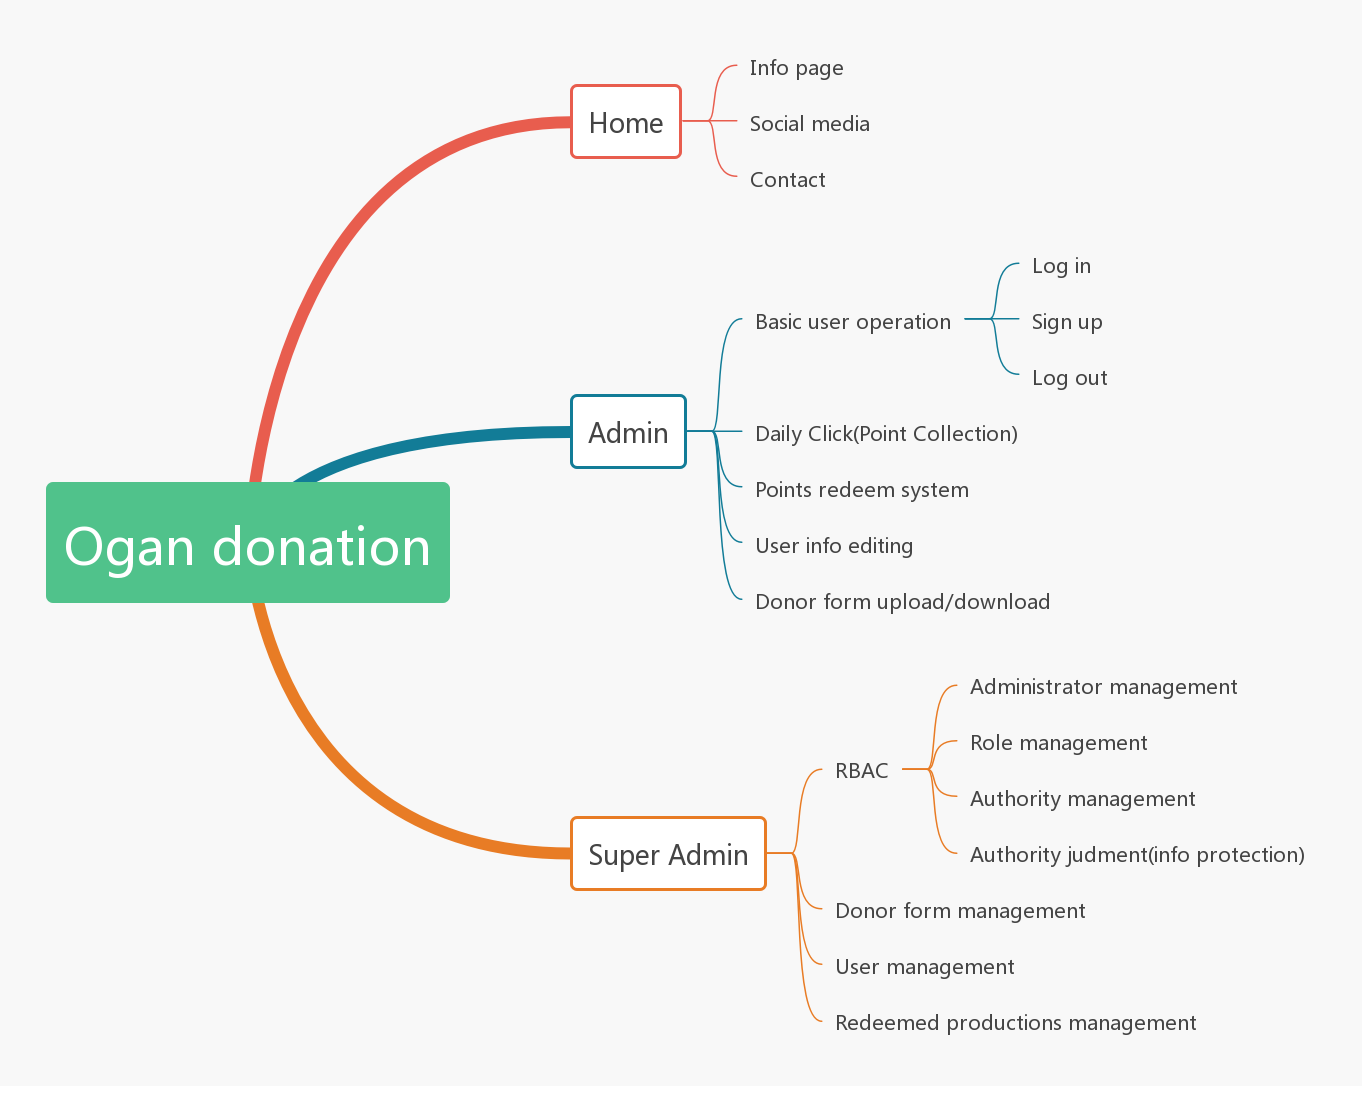 Ogan donation
Home
Info page
Social media
Contact
Admin
Basic user operation
Log in
Sign up
Log out
Daily Click(Point Collection)
Points redeem system
User info editing
Donor form upload/download
Super Admin
RBAC
Administrator management
Role management
Authority management
Authority judment(info protection)
Donor form management
User management
Redeemed productions management